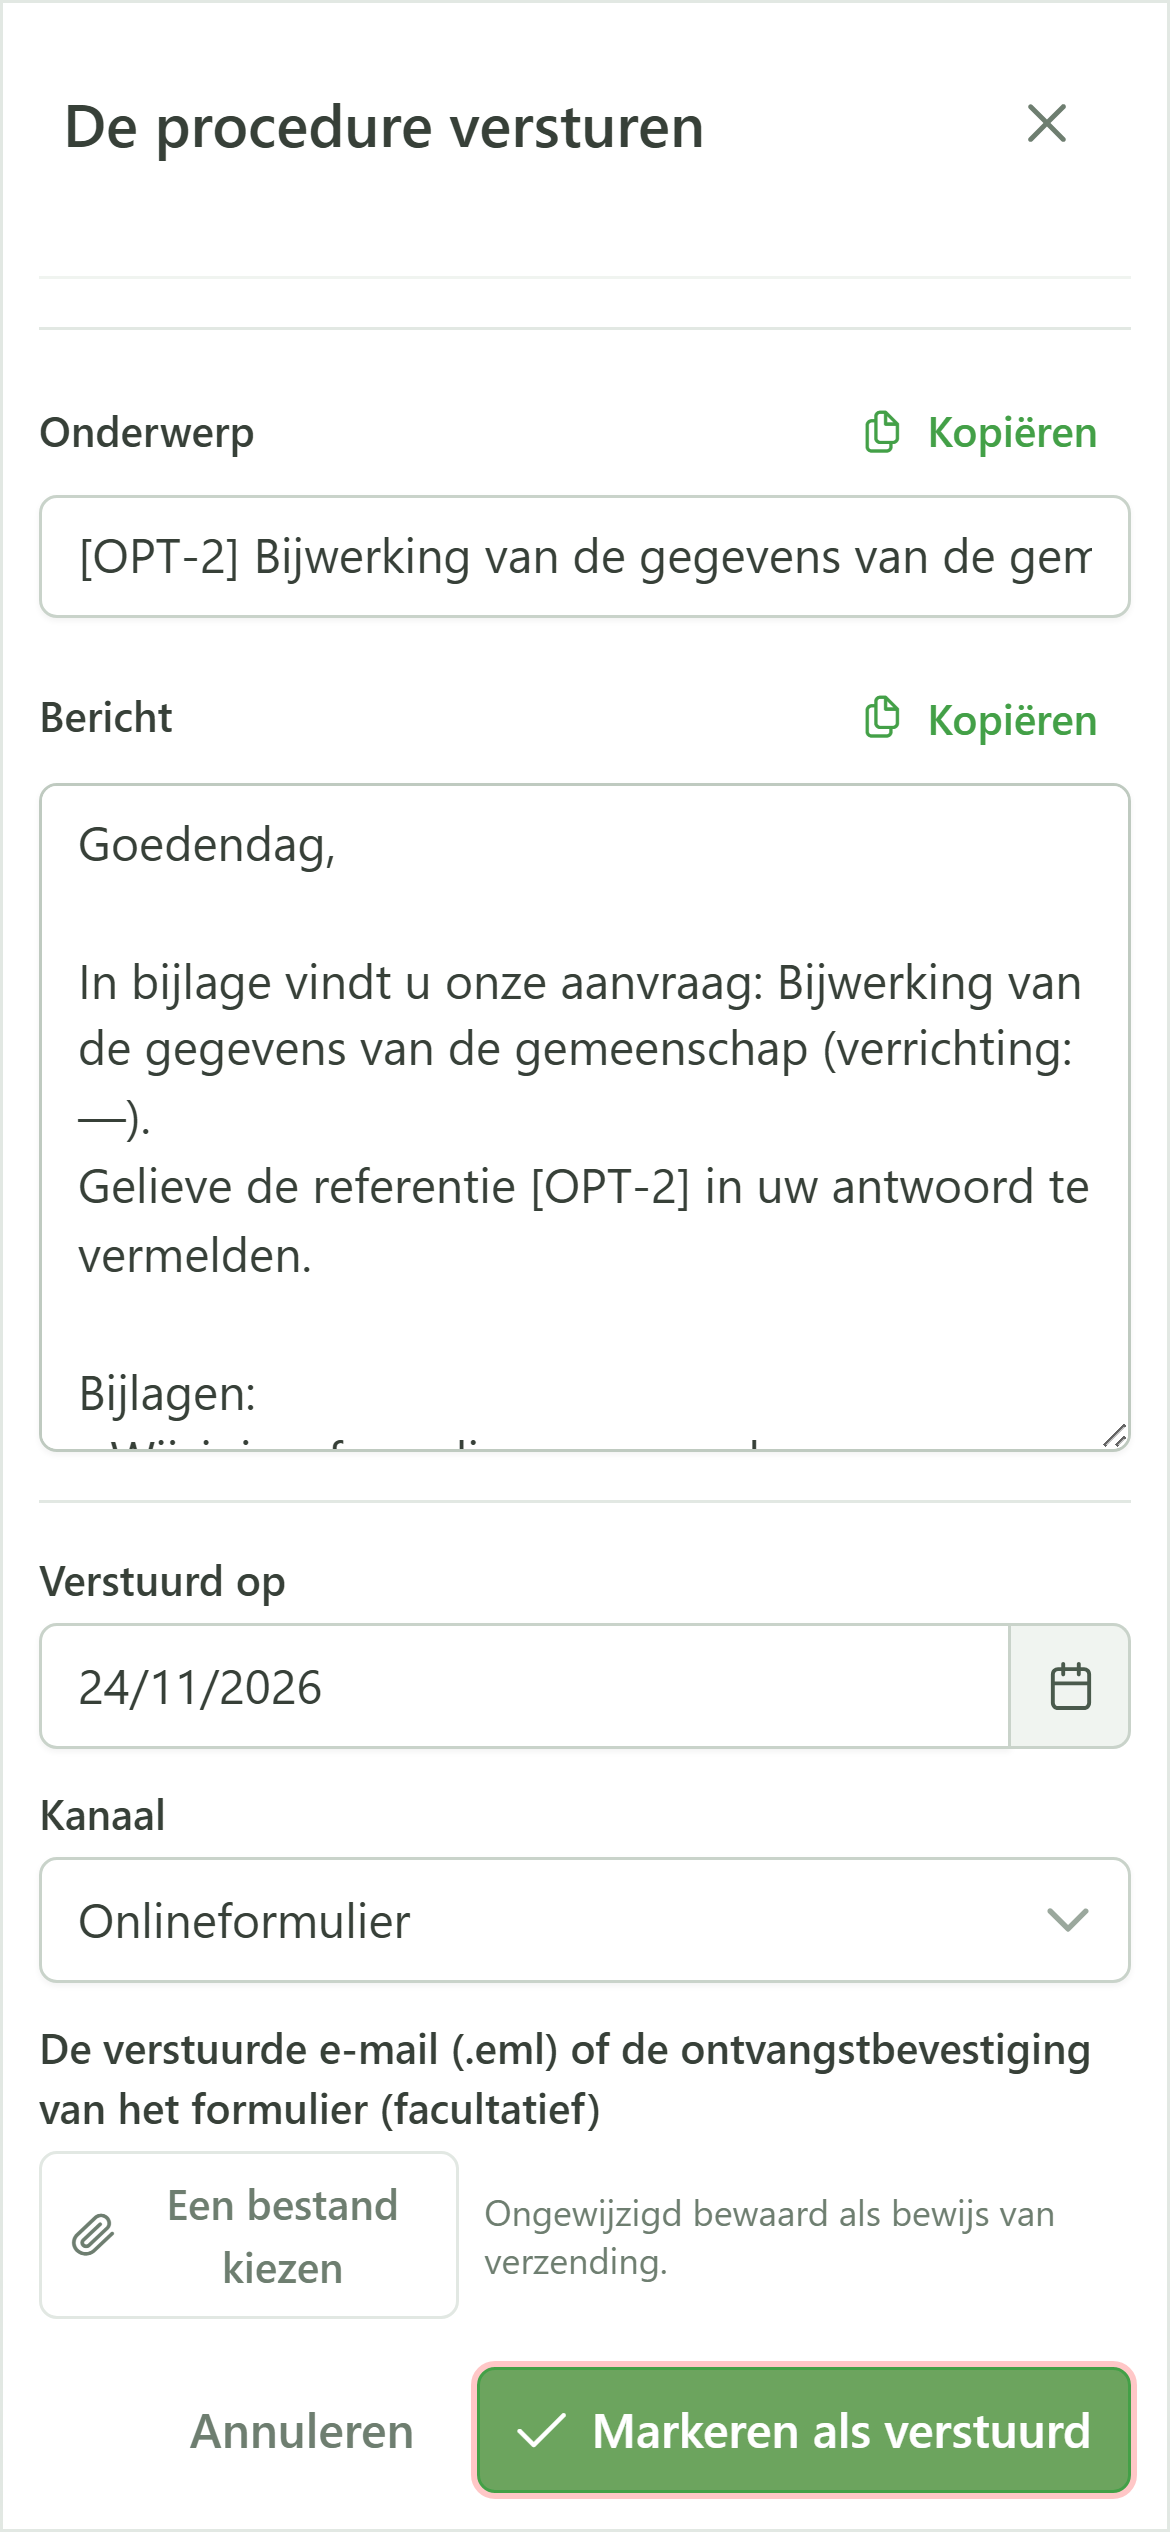 De procedure versturen
Onderwerp
Kopiëren
[OPT-2] Bijwerking van de gegevens van de gem
Bericht
Kopiëren
Goedendag,
In bijlage vindt u onze aanvraag: Bijwerking van
de gegevens van de gemeenschap (verrichting:
—).
Gelieve de referentie [OPT-2] in uw antwoord te
vermelden.
Bijlagen:
Verstuurd op
24/11/2026
Kanaal
Onlineformulier
De verstuurde e-mail (.eml) of de ontvangstbevestiging
van het formulier (facultatief)
Een bestand
kiezen
Ongewijzigd bewaard als bewijs van
verzending.
Annuleren
Markeren als verstuurd